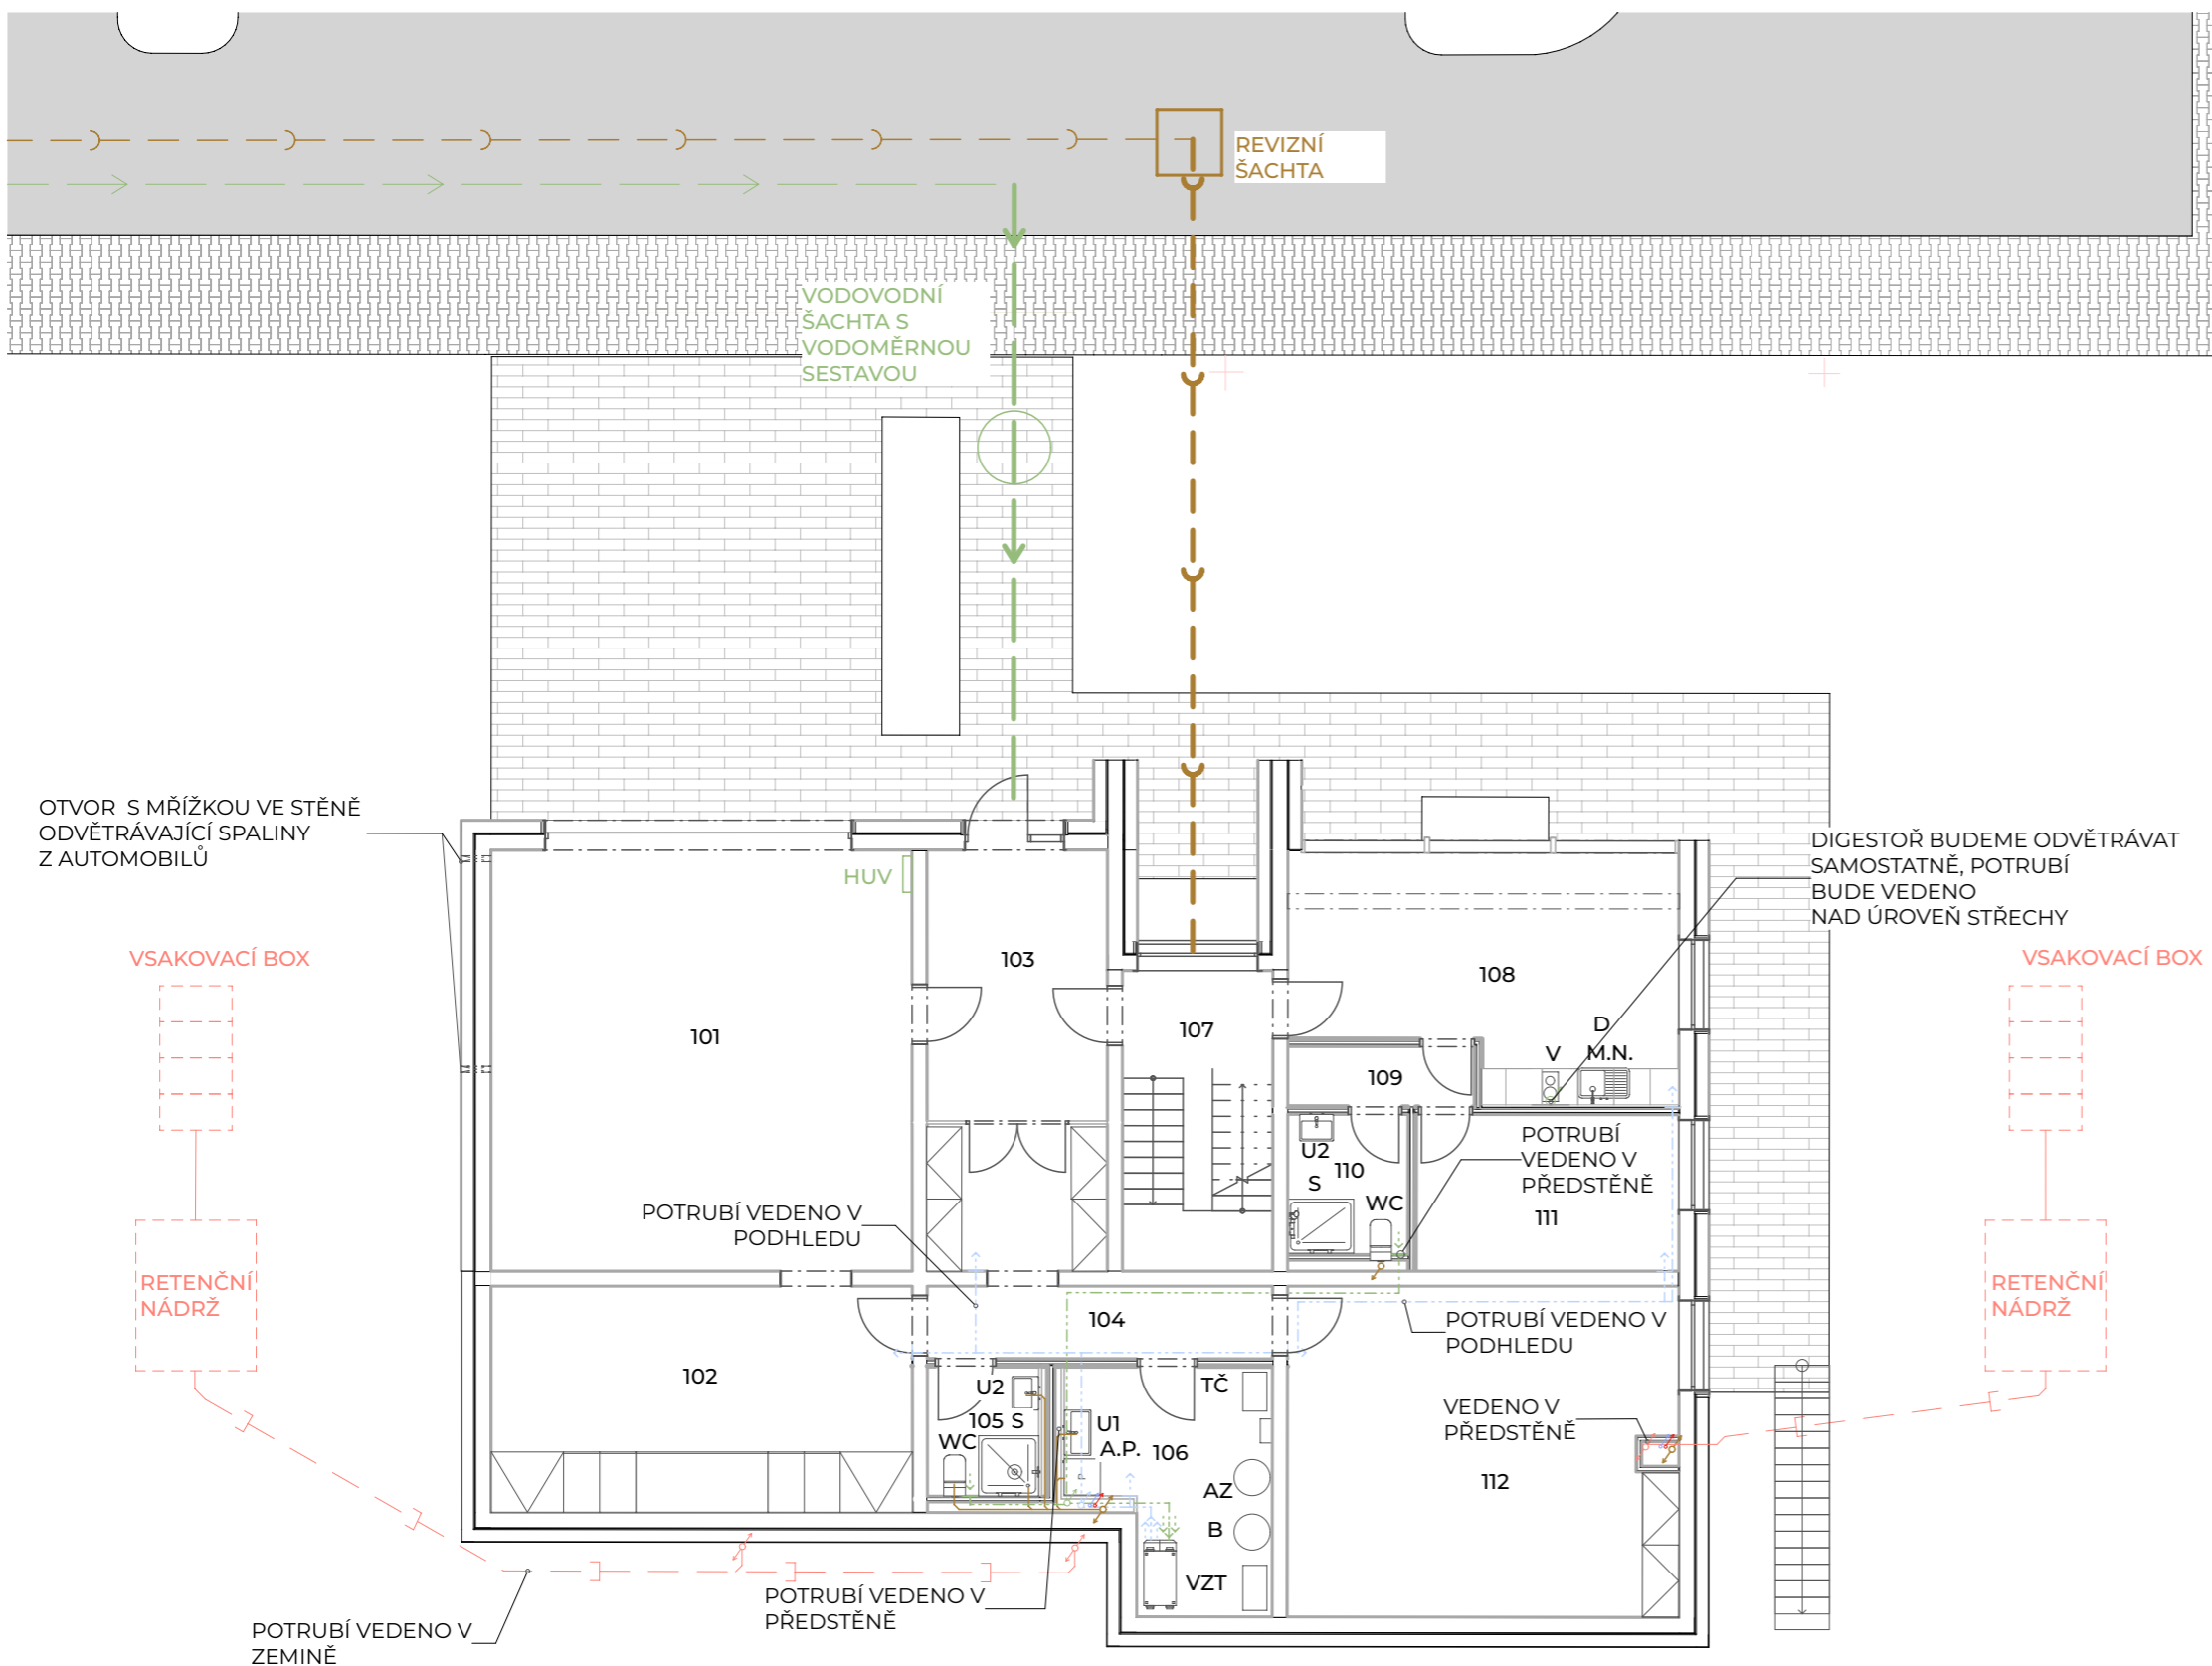 REVIZNÍ
ŠACHTA
VODOVODNÍ
ŠACHTA S
VODOMĚRNOU
SESTAVOU
OTVOR S MŘÍŽKOU VE STĚNĚ
ODVĚTRÁVAJÍCÍ SPALINY
Z AUTOMOBILŮ
DIGESTOŘ BUDEME ODVĚTRÁVAT
SAMOSTATNĚ, POTRUBÍ
BUDE VEDENO
NAD ÚROVEŇ STŘECHY
HUV
VSAKOVACÍ BOX
103
108
VSAKOVACÍ BOX
101
107
D
V M.N.
109
U2
110
S
WC
POTRUBÍ
VEDENO V
PŘEDSTĚNĚ
111
POTRUBÍ VEDENO V
PODHLEDU
RETENČNÍ
NÁDRŽ
RETENČNÍ
NÁDRŽ
104
POTRUBÍ VEDENO V
PODHLEDU
102
U2
105 S
WC
U1
A.P.
106
TČ
AZ
B
VZT
VEDENO V
PŘEDSTĚNĚ
112
POTRUBÍ VEDENO V
PŘEDSTĚNĚ
POTRUBÍ VEDENO V
ZEMINĚ